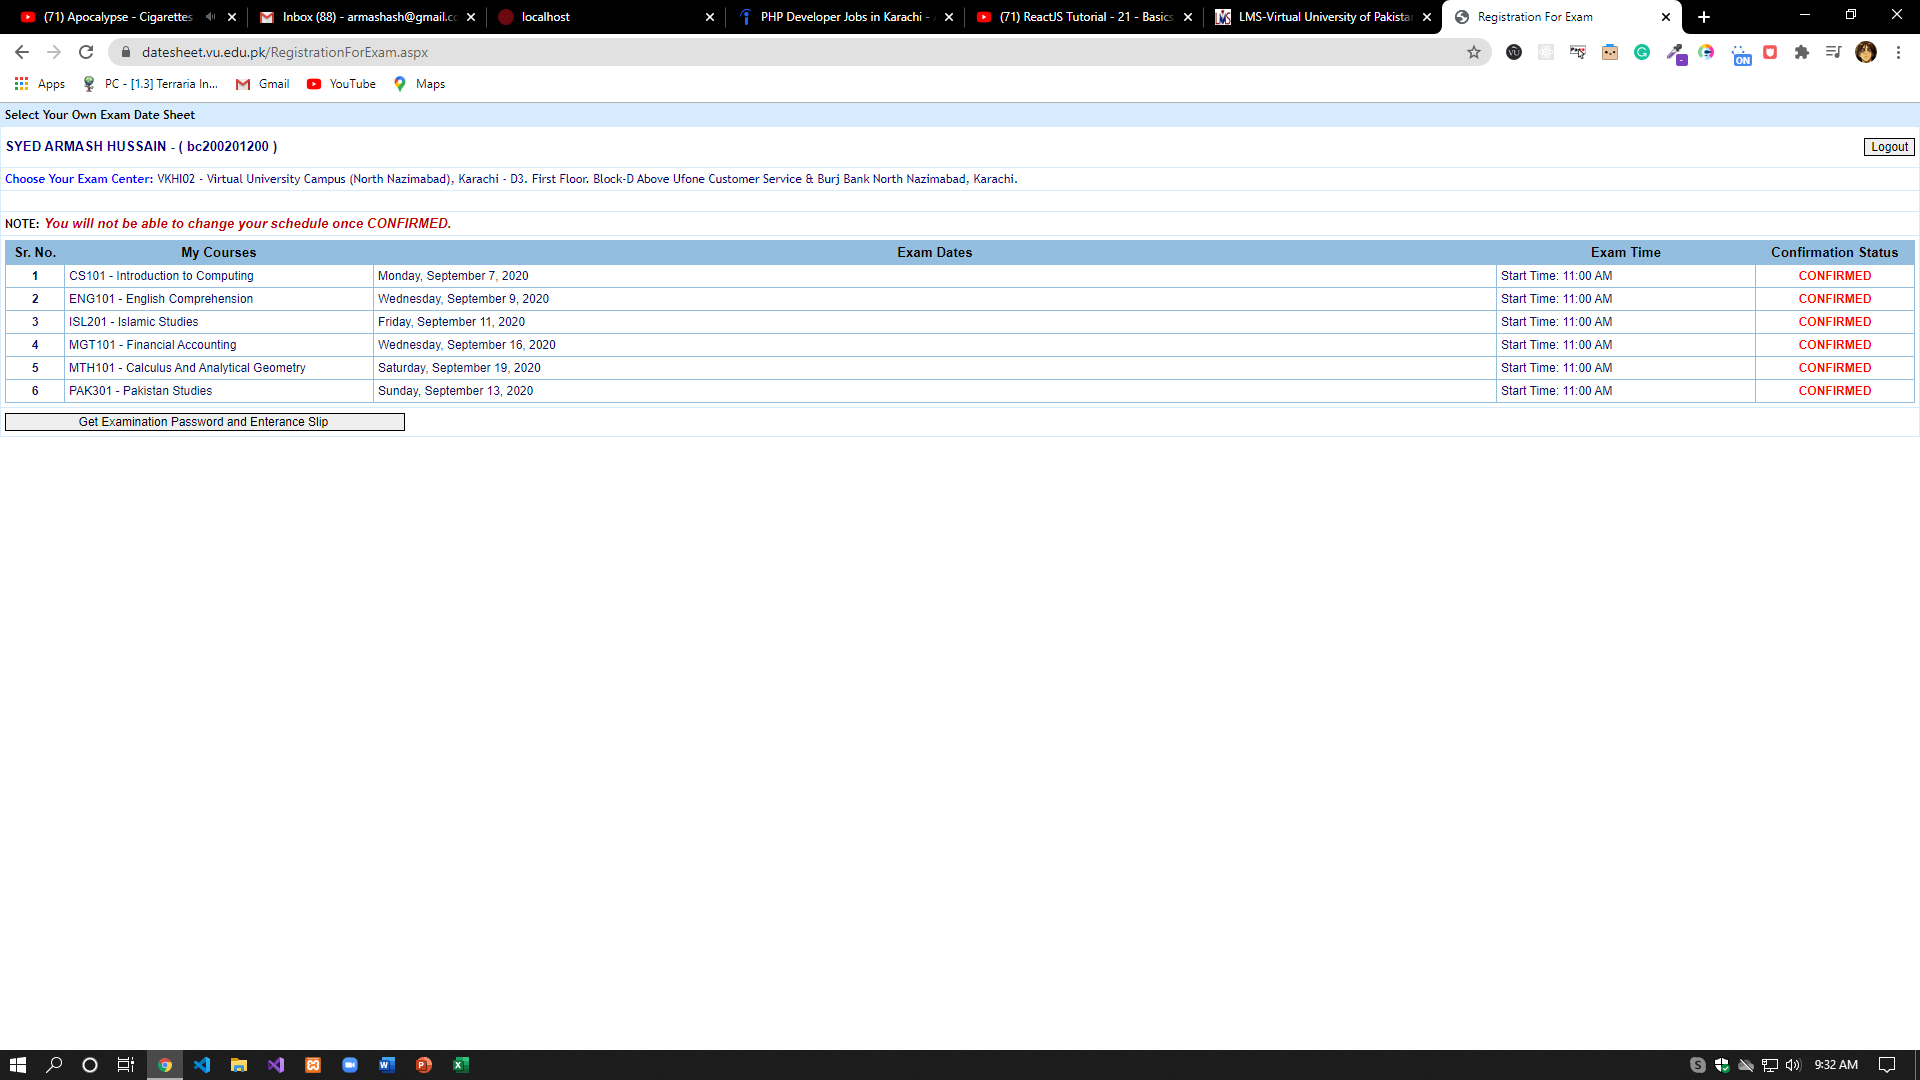 (71) Apocalypse - Cigarettes
Inbox (88) - armashash@gmail.cc
localhost
PHP Developer Jobs in Karachi -
(71) ReactJS Tutorial - 21 - Basics
LMS-Virtual University of Pakista
Registration For Exam
datesheet.vu.edu.pk/RegistrationForExam.aspx
ON
Apps
PC - [1.3] Terraria In...
Gmail
YouTube
Maps
Select Your Own Exam Date Sheet
SYED ARMASH HUSSAIN - ( bc200201200 )
Logout
Choose Your Exam Center: VKHI02 - Virtual University Campus (North Nazimabad), Karachi - D3. First Floor. Block-D Above Ufone Customer Service & Burj Bank North Nazimabad, Karachi.
NOTE: You will not be able to change your schedule once CONFIRMED.
Sr. No. My Courses Exam Dates Exam Time Confirmation Status
1 CS101 - Introduction to Computing Monday, September 7, 2020 Start Time: 11:00 AM CONFIRMED
2 ENG101 - English Comprehension Wednesday, September 9, 2020 Start Time: 11:00 AM CONFIRMED
3 ISL201 - Islamic Studies Friday, September 11, 2020 Start Time: 11:00 AM CONFIRMED
4 MGT101 - Financial Accounting Wednesday, September 16, 2020 Start Time: 11:00 AM CONFIRMED
5 MTH101 - Calculus And Analytical Geometry Saturday, September 19, 2020 Start Time: 11:00 AM CONFIRMED
6 PAK301 - Pakistan Studies Sunday, September 13, 2020 Start Time: 11:00 AM CONFIRMED
Get Examination Password and Enterance Slip
9:32 AM